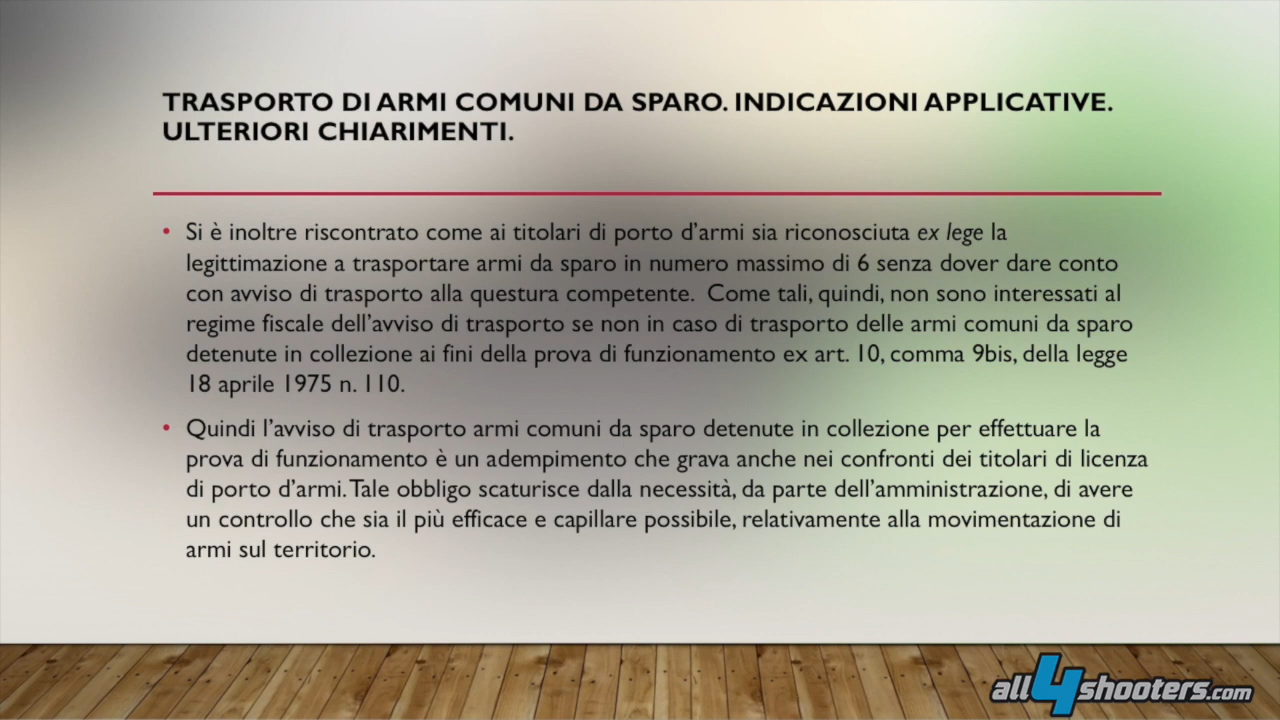 TRASPORTO DI ARMI COMUNI DA SPARO. INDICAZIONI APPLICATIVE.
ULTERIORI CHIARIMENTI.
• Si è inoltre riscontrato come ai titolari di porto d’armi sia riconosciuta ex lege la
legittimazione a trasportare armi da sparo in numero massimo di 6 senza dover dare conto
con avviso di trasporto alla questura competente. Come tali, quindi, non sono interessati al
regime fiscale dell’avviso di trasporto se non in caso di trasporto delle armi comuni da sparo
detenute in collezione ai fini della prova di funzionamento ex art. 10, comma 9bis, della legge
18 aprile 1975 n. 110.
• Quindi l’avviso di trasporto armi comuni da sparo detenute in collezione per effettuare la
prova di funzionamento è un adempimento che grava anche nei confronti dei titolari di licenza
di porto d’armi. Tale obbligo scaturisce dalla necessità, da parte dell’amministrazione, di avere
un controllo che sia il più efficace e capillare possibile, relativamente alla movimentazione di
armi sul territorio.
all4shooters.com